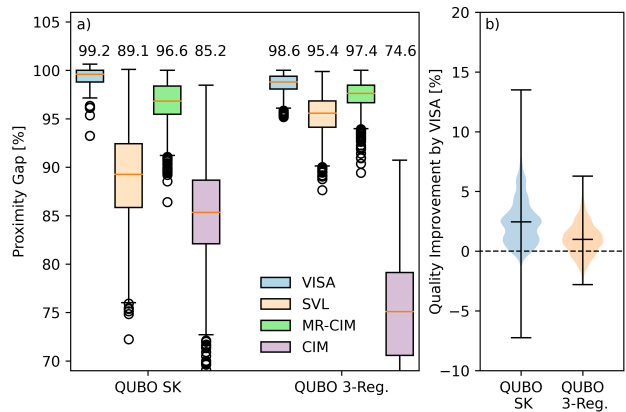 a)
99.2 89.1 96.6 85.2 98.6 95.4 97.4 74.6
105
100
95
90
85
80
75
70
Proximity Gap [%]
VISA
SVL
MR-CIM
CIM
QUBO SK
QUBO 3-Reg.
b)
20
15
10
5
0
−5
−10
Quality Improvement by VISA [%]
QUBO
SK
QUBO
3-Reg.